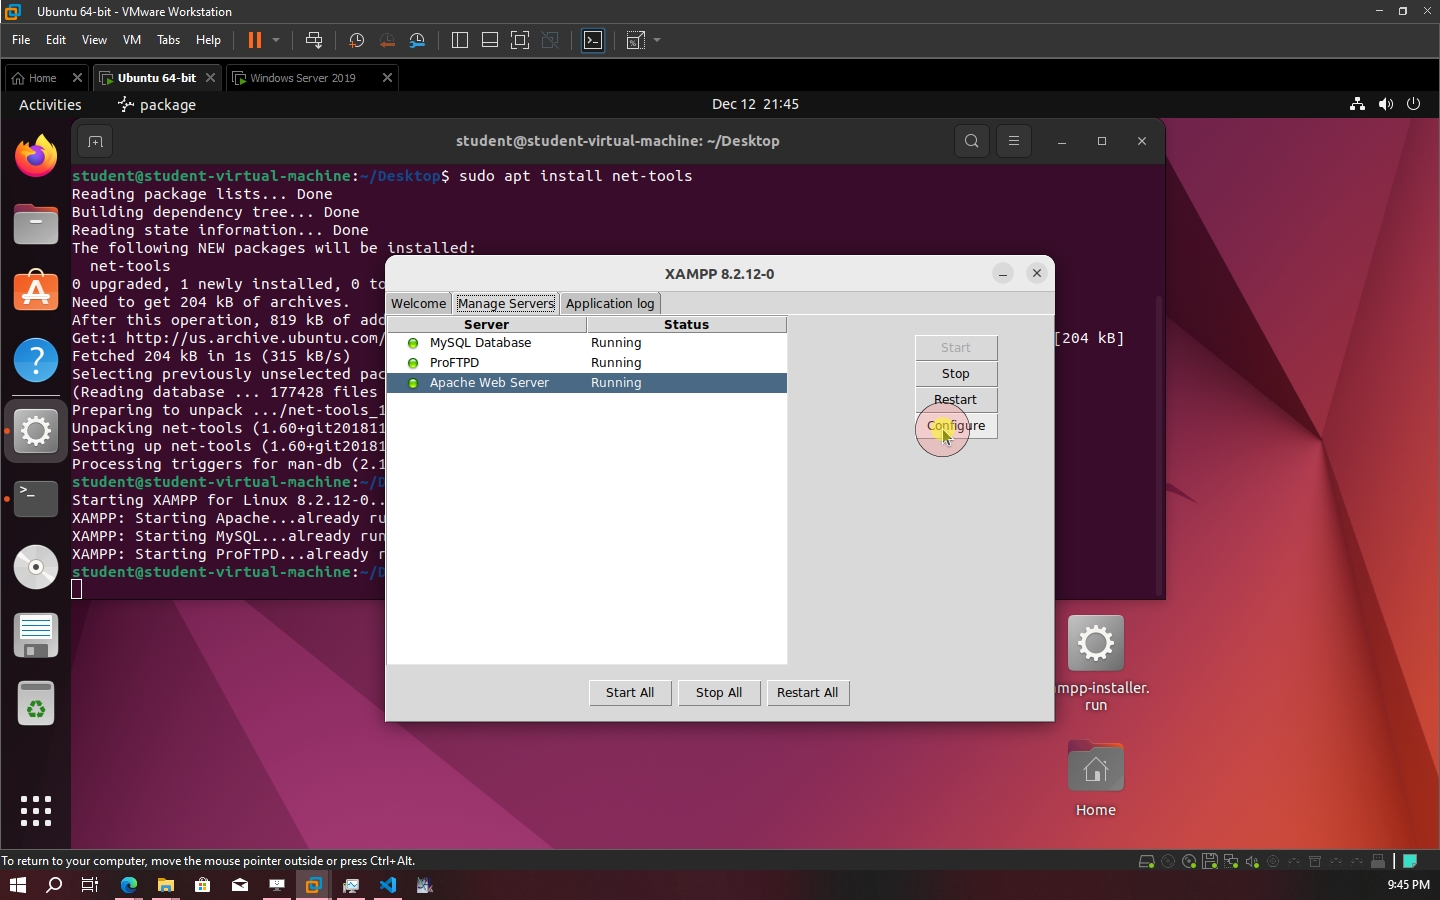 Ubuntu 64-bit - VMware Workstation
File Edit View VM Tabs Help
Home
Ubuntu 64-bit
Windows Server 2019
Activities
package
Dec 12 21:45
student@student-virtual-machine: ~/Desktop
student@student-virtual-machine:~/Desktop$ sudo apt install net-tools
Reading package lists... Done
Building dependency tree... Done
Reading state information... Done
The following NEW packages will be installed:
net-tools
0 upgraded, 1 newly installed, 0 to
Need to get 204 kB of archives.
After this operation, 819 kB of add
Get:1 http://us.archive.ubuntu.com/ [204 kB]
Fetched 204 kB in 1s (315 kB/s)
Selecting previously unselected pac
(Reading database ... 177428 files
Preparing to unpack .../net-tools_1
Unpacking net-tools (1.60+git201811
Setting up net-tools (1.60+git20181
Processing triggers for man-db (2.1
student@student-virtual-machine:~/D
Starting XAMPP for Linux 8.2.12-0..
XAMPP: Starting Apache...already ru
XAMPP: Starting MySQL...already run
XAMPP: Starting ProFTPD...already r
student@student-virtual-machine:~/D
XAMPP 8.2.12-0
Welcome
Manage Servers
Application log
Server Status
MySQL Database Running
ProFTPD Running
Apache Web Server Running
Start
Stop
Restart
Configure
Start All
Stop All
Restart All
mpp-installer.
run
Home
To return to your computer, move the mouse pointer outside or press Ctrl+Alt.
9:45 PM